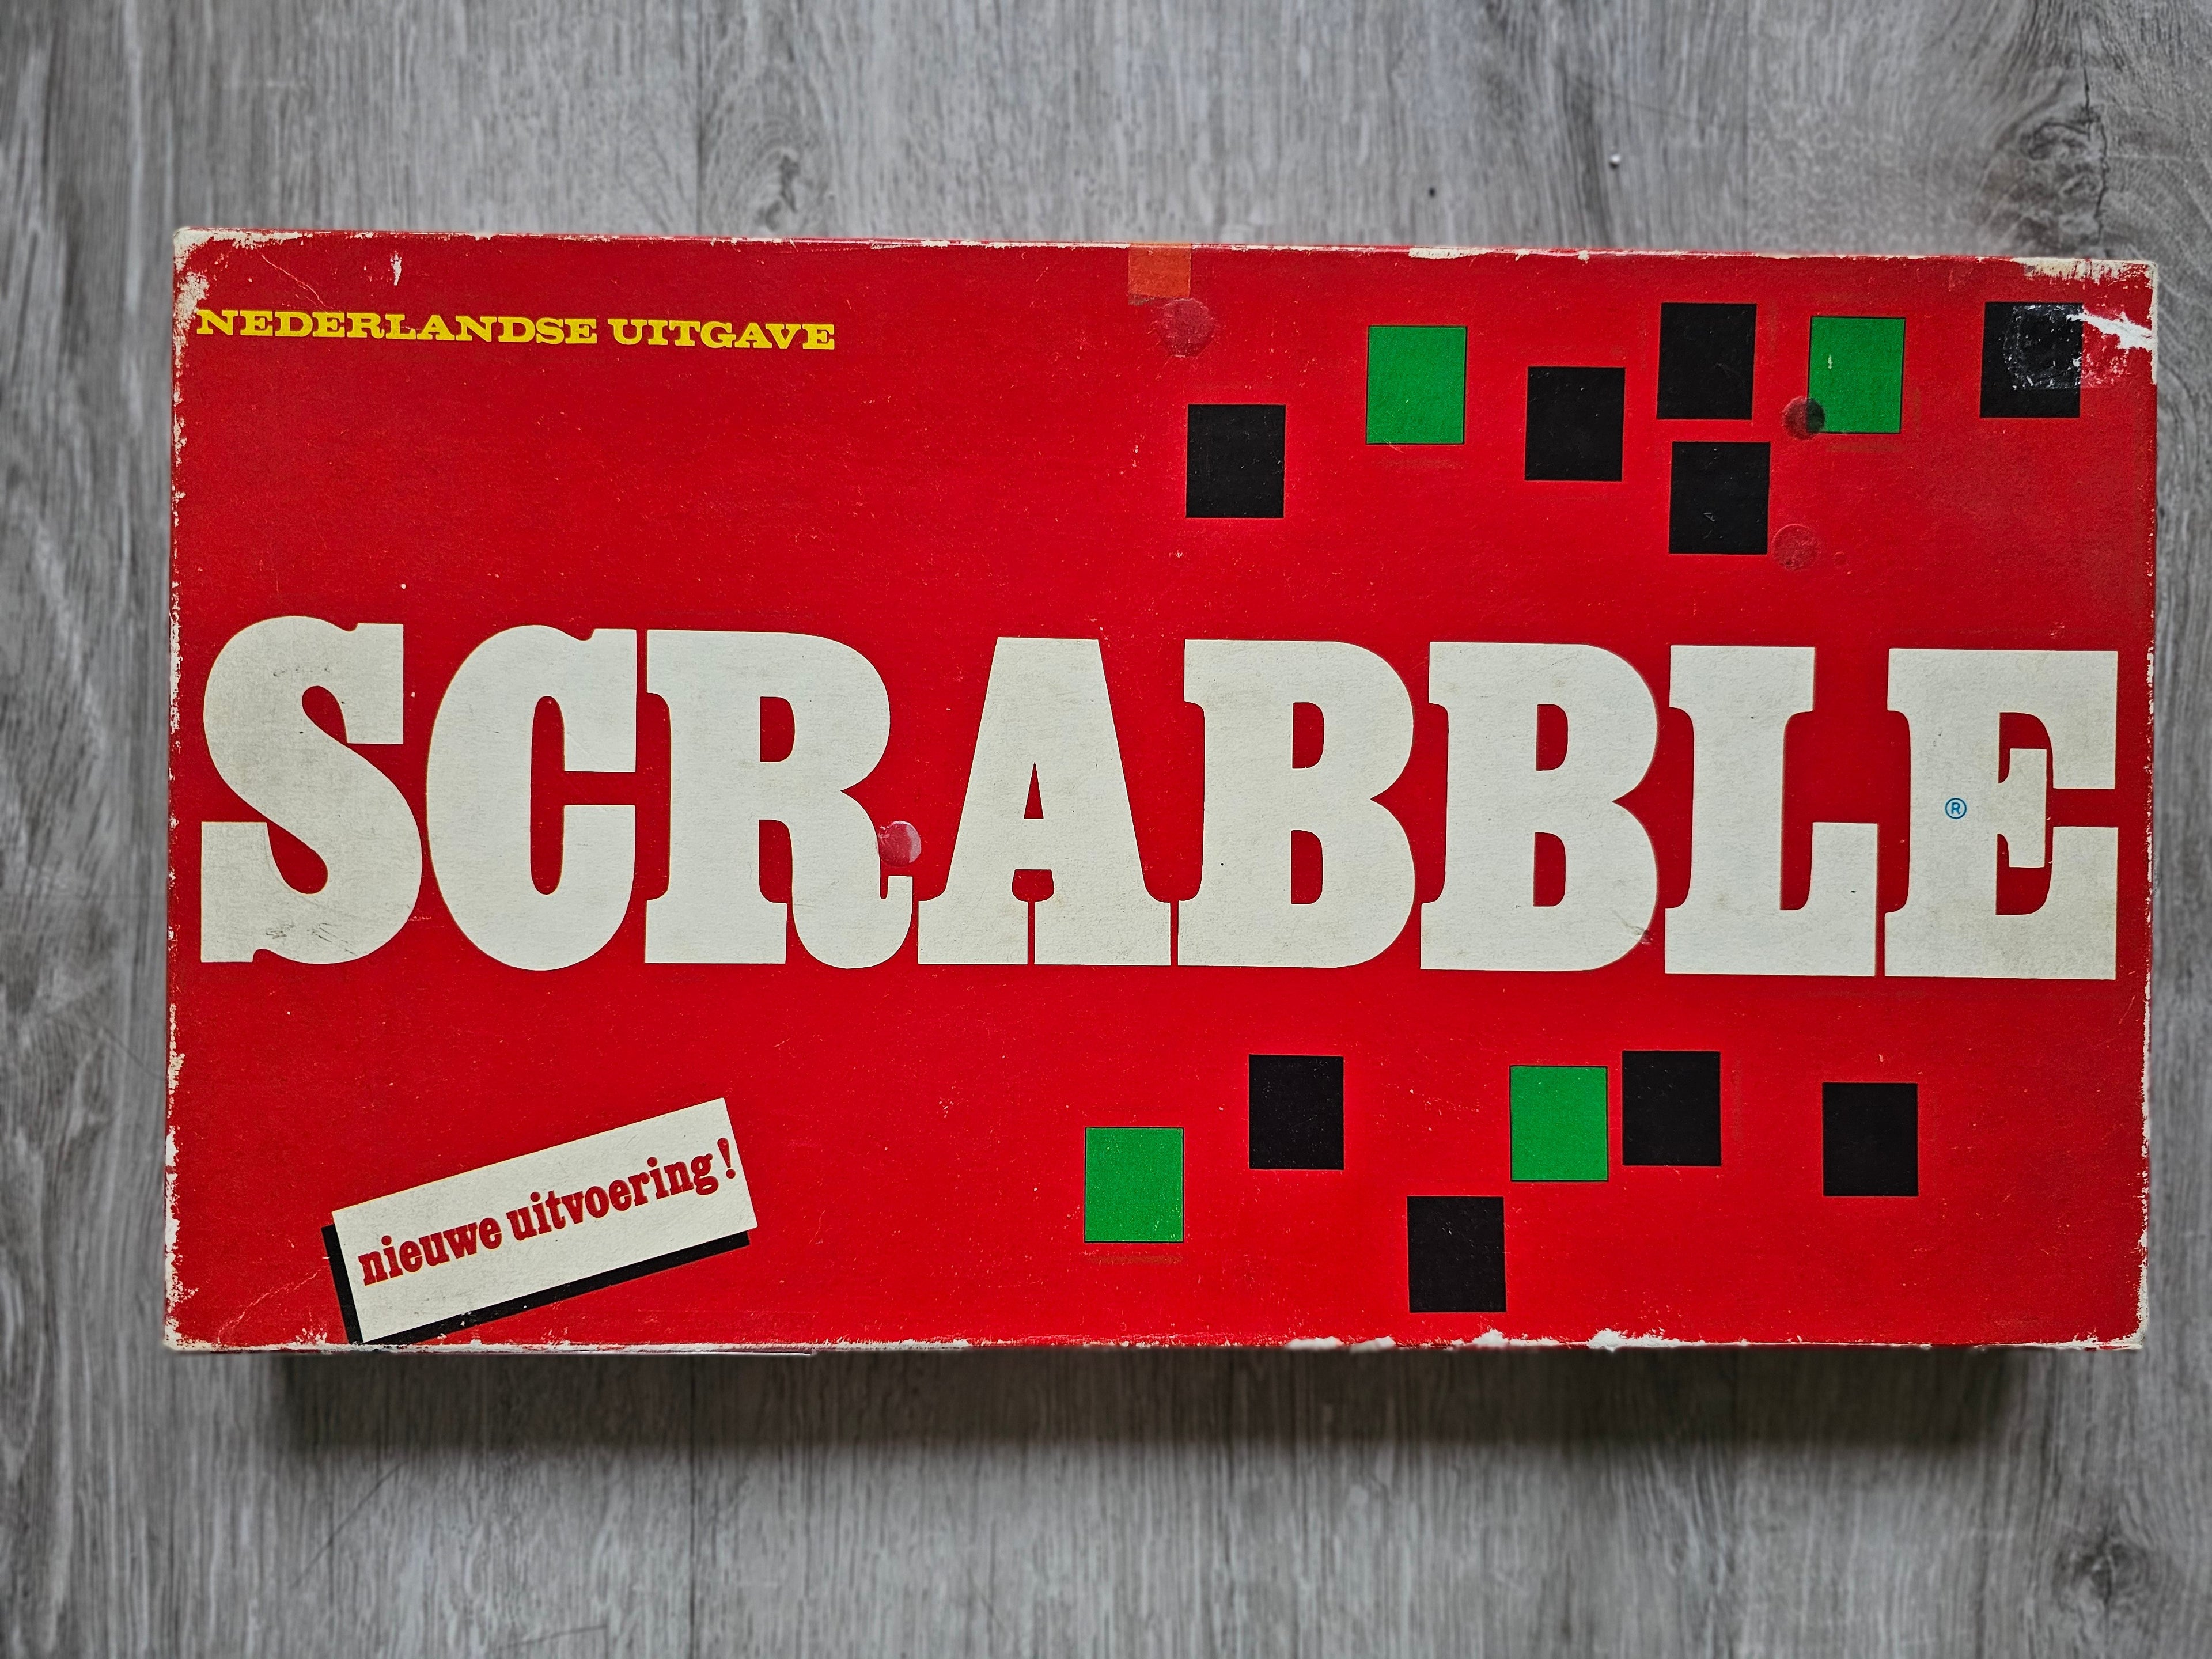 NEDERLANDSE UITGAVE
SCRABBLE ®
nieuwe uitvoering!